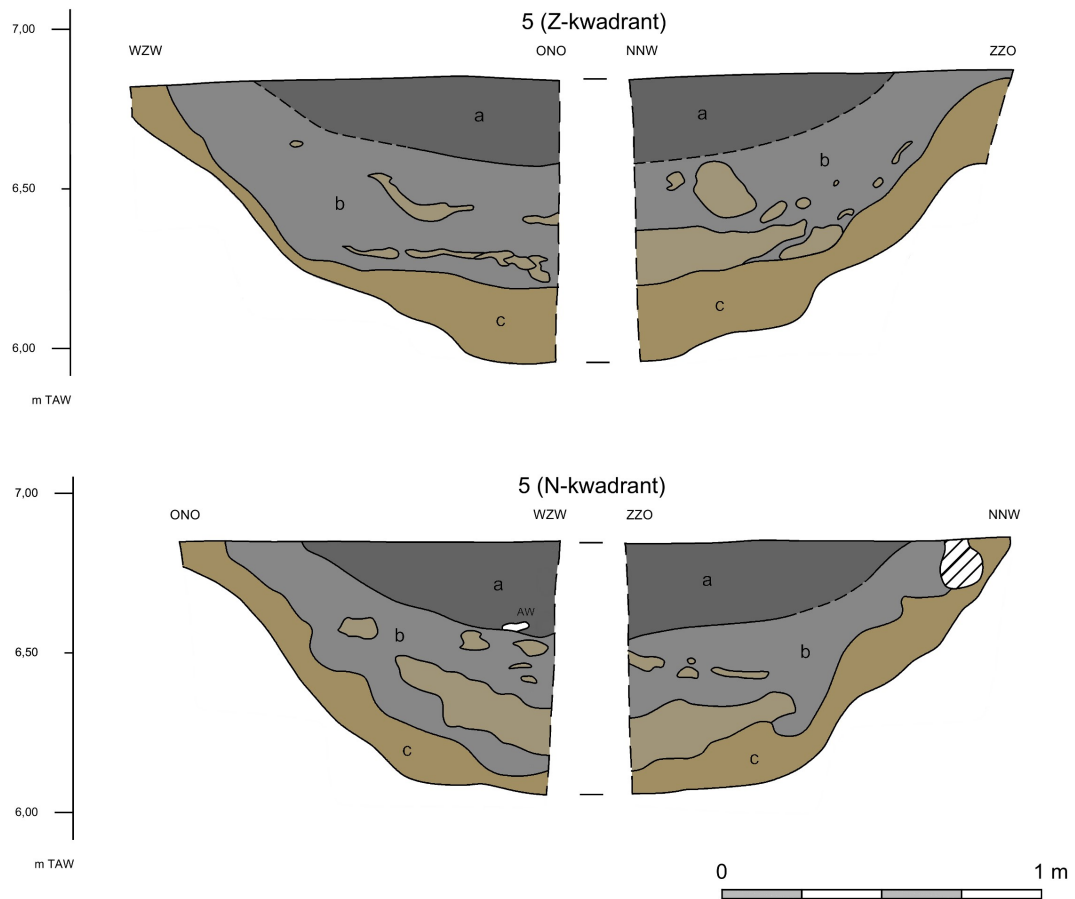 5 (Z-kwadrant)
7,00
WZW ONO NNW ZZO
a a
b b
6,50
c c
6,00
m TAW
5 (N-kwadrant)
7,00
ONO WZW ZZO NNW
a a
AW
b b
6,50
c c
6,00
m TAW
0 1 m